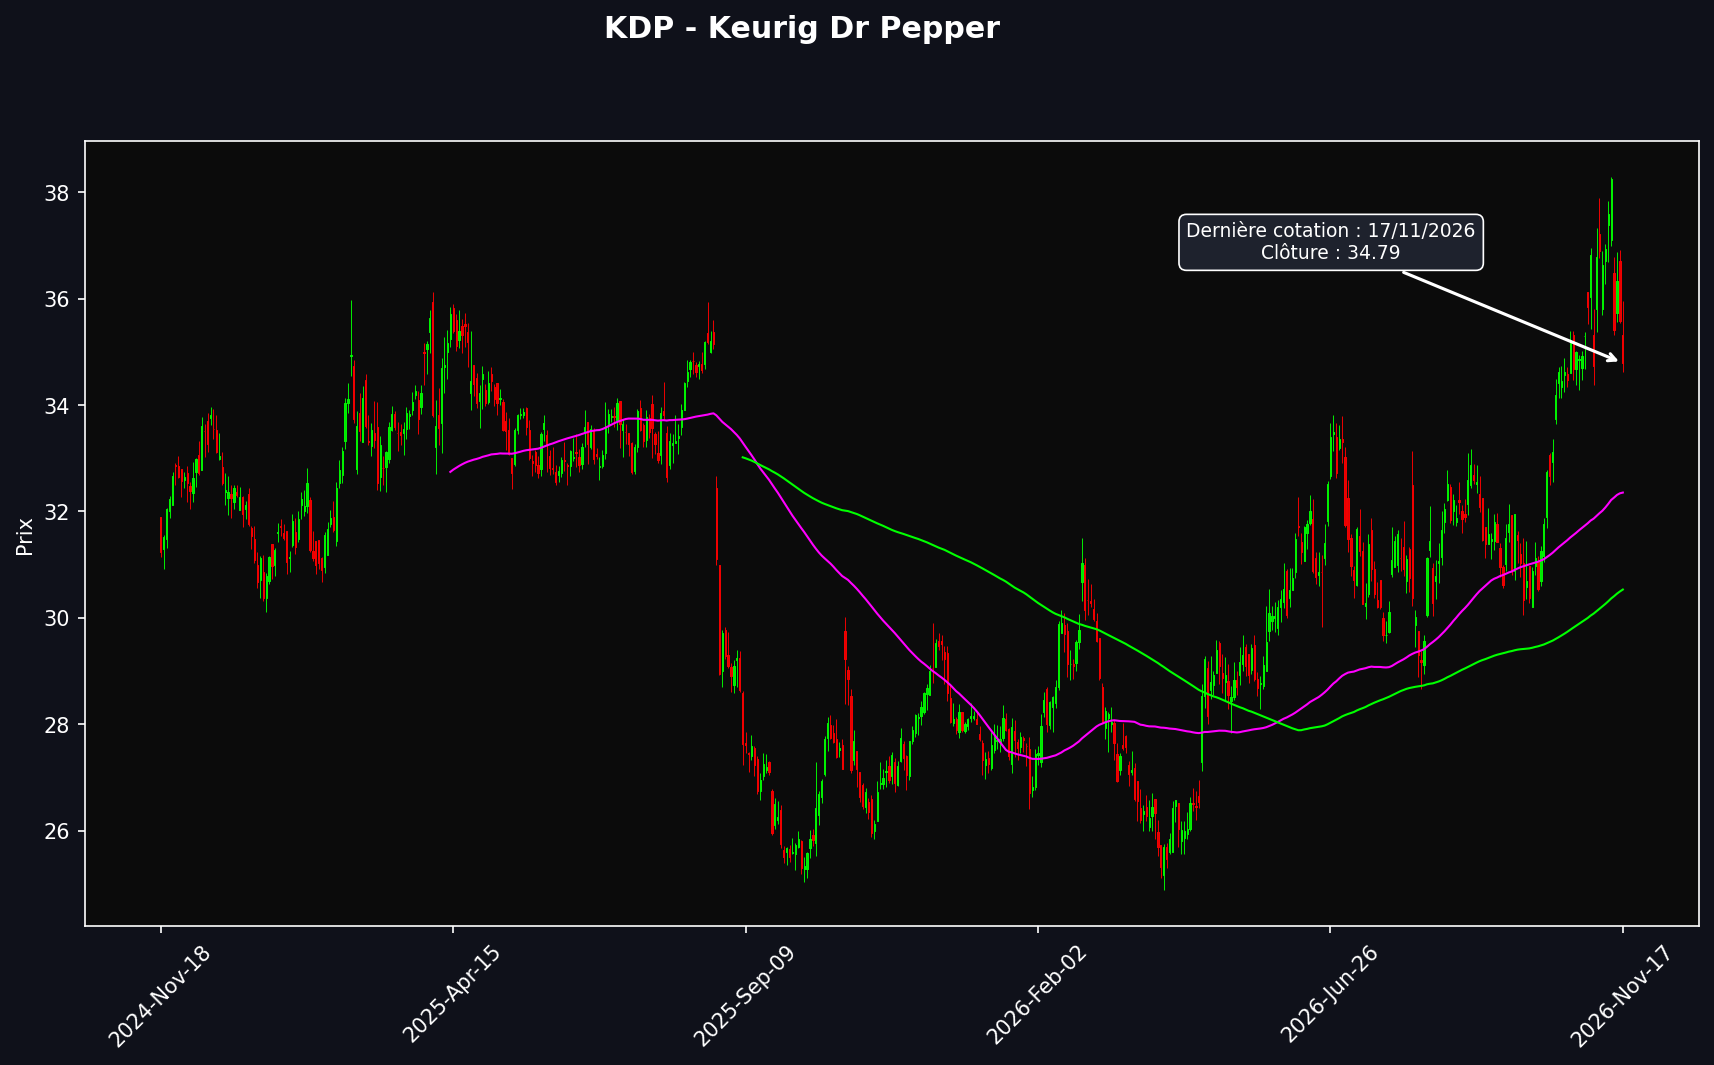 KDP - Keurig Dr Pepper
Prix
38
36
34
32
30
28
26
Dernière cotation : 17/11/2026
Clôture : 34.79
2024-Nov-18
2025-Apr-15
2025-Sep-09
2026-Feb-02
2026-Jun-26
2026-Nov-17